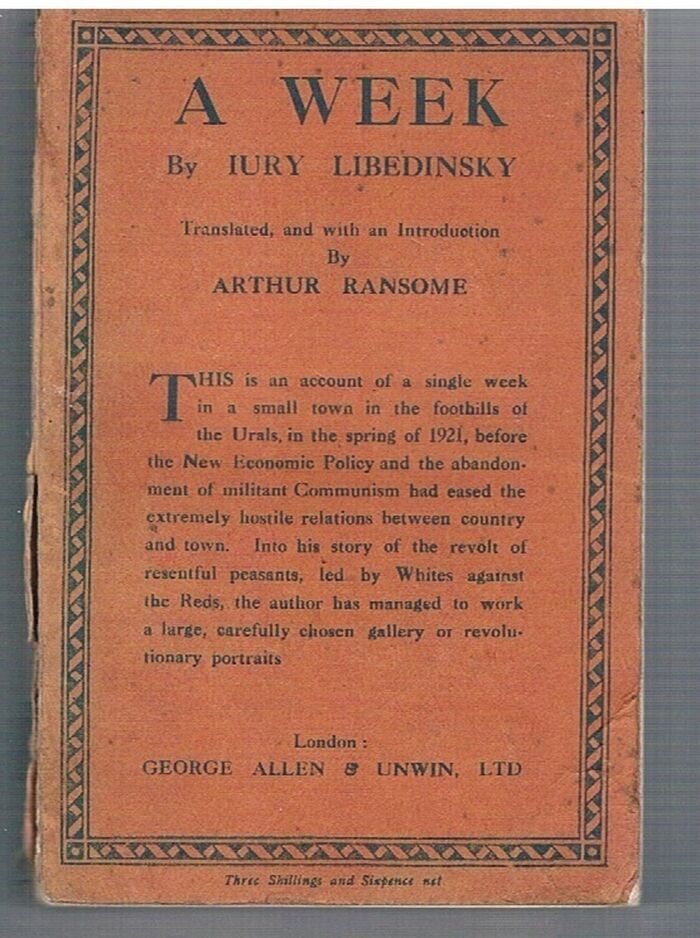 A WEEK
By IURY LIBEDINSKY
Translated, and with an Introduction
By
ARTHUR RANSOME
THIS is an account of a single week
in a small town in the foothills of
the Urals, in the spring of 1921, before
the New Economic Policy and the abandon-
ment of militant Communism had eased the
extremely hostile relations between country
and town. Into his story of the revolt of
resentful peasants, led by Whites against
the Reds, the author has managed to work
a large, carefully chosen gallery of revolu-
tionary portraits
London :
GEORGE ALLEN & UNWIN, LTD
Three Shillings and Sixpence net